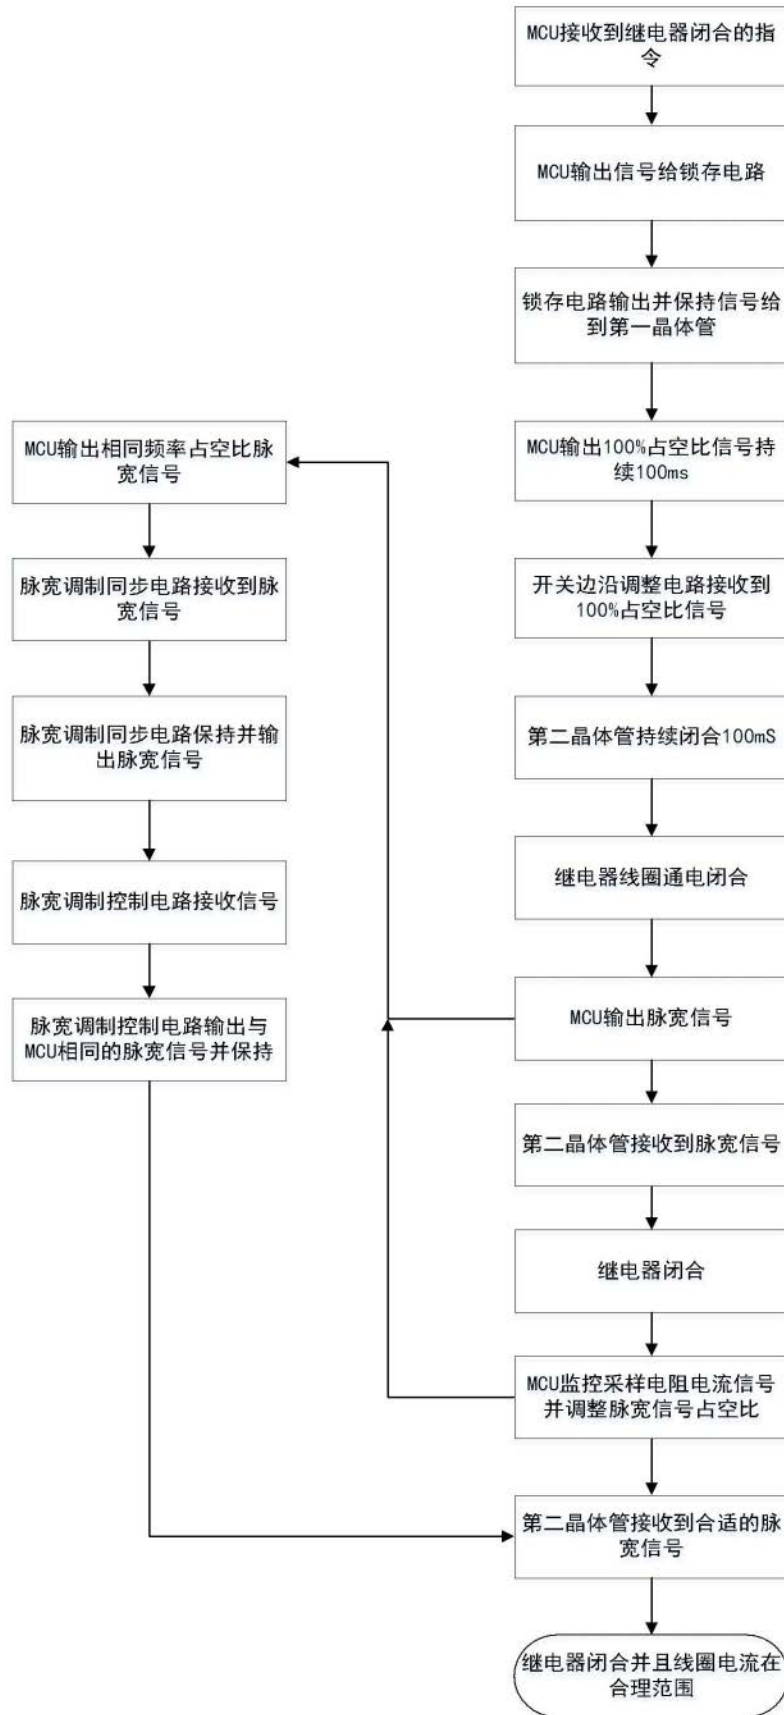 MCU接收到继电器闭合的指
令
MCU输出信号给锁存电路
锁存电路输出并保持信号给
到第一晶体管
MCU输出100%占空比信号持
续100ms
开关边沿调整电路接收到
100%占空比信号
第二晶体管持续闭合100mS
继电器线圈通电闭合
MCU输出脉宽信号
第二晶体管接收到脉宽信号
继电器闭合
MCU监控采样电阻电流信号
并调整脉宽信号占空比
第二晶体管接收到合适的脉
宽信号
继电器闭合并且线圈电流在
合理范围
MCU输出相同频率占空比脉
宽信号
脉宽调制同步电路接收到脉
宽信号
脉宽调制同步电路保持并输
出脉宽信号
脉宽调制控制电路接收信号
脉宽调制控制电路输出与
MCU相同的脉宽信号并保持